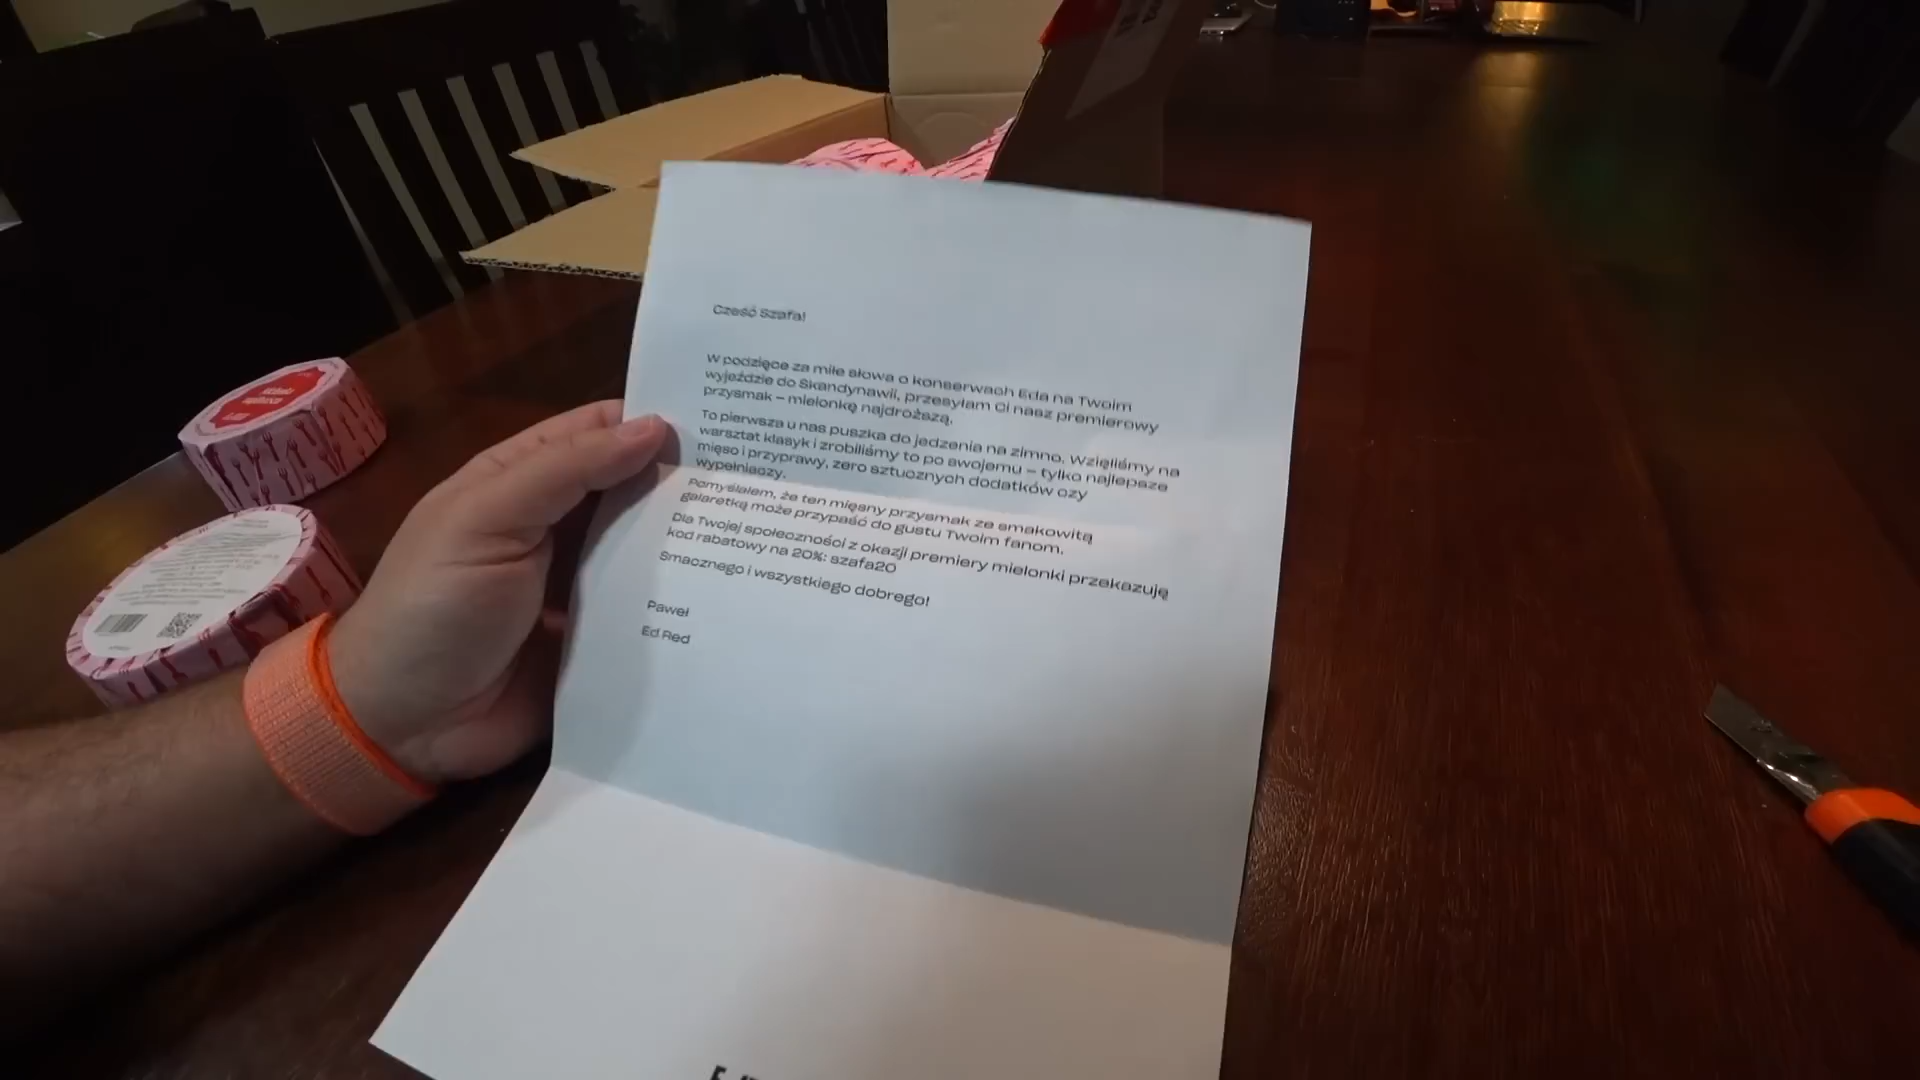 Cześć Szafa!
W podzięce za miłe słowa o konserwach Eda na Twoim
wyjeździe do Skandynawii, przesyłam Ci nasz premierowy
przysmak – mielonkę najdroższą.
To pierwsza u nas puszka do jedzenia na zimno. Wzięliśmy na
warsztat klasyk i zrobiliśmy to po swojemu – tylko najlepsze
mięso i przyprawy, zero sztucznych dodatków czy
wypełniaczy.
Pomyślałem, że ten mięsny przysmak ze smakowitą
galaretką może przypaść do gustu Twoim fanom.
Dla Twojej społeczności z okazji premiery mielonki przekazuję
kod rabatowy na 20%: szafa20
Smacznego i wszystkiego dobrego!
Paweł
Ed Red